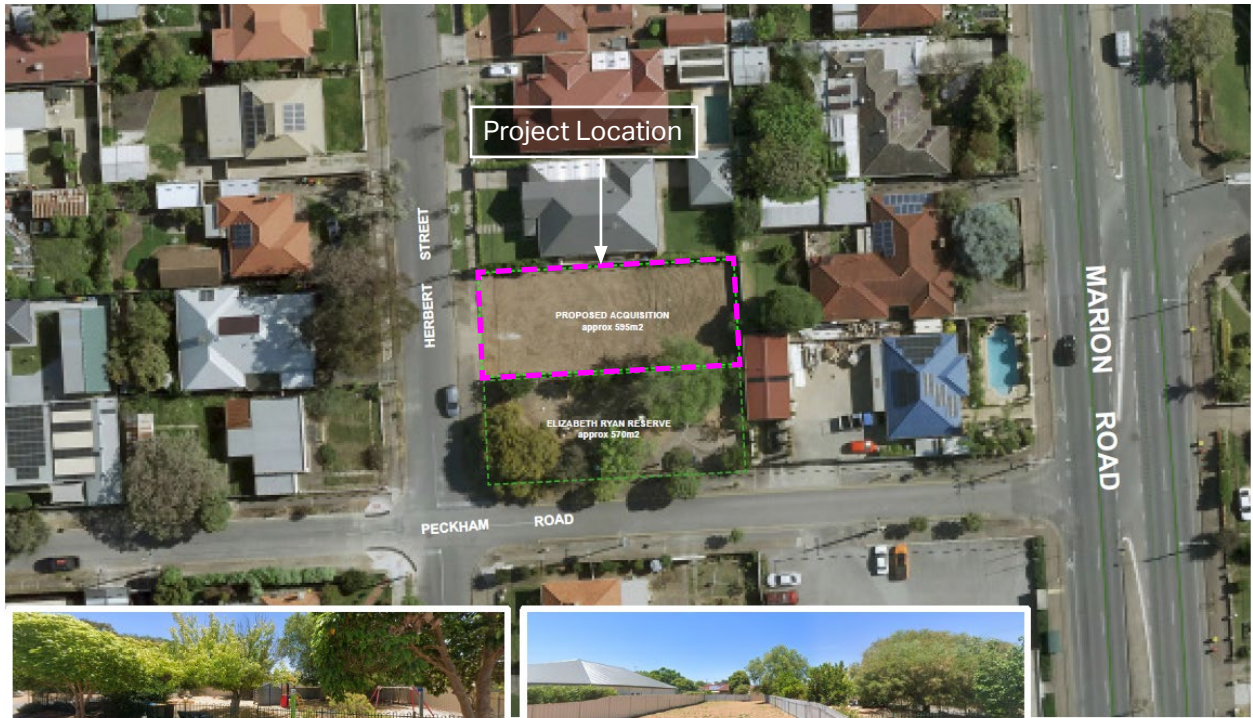 Project Location
HERBERT STREET
PROPOSED ACQUISITION
approx 595m2
ELIZABETH RYAN RESERVE
approx 570m2
PECKHAM ROAD
MARION ROAD